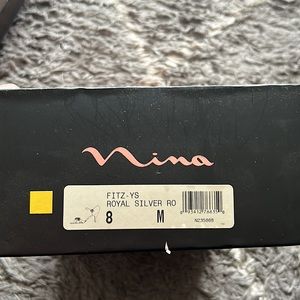 Nina
FITZ-YS
ROYAL SILVER RO
8 M